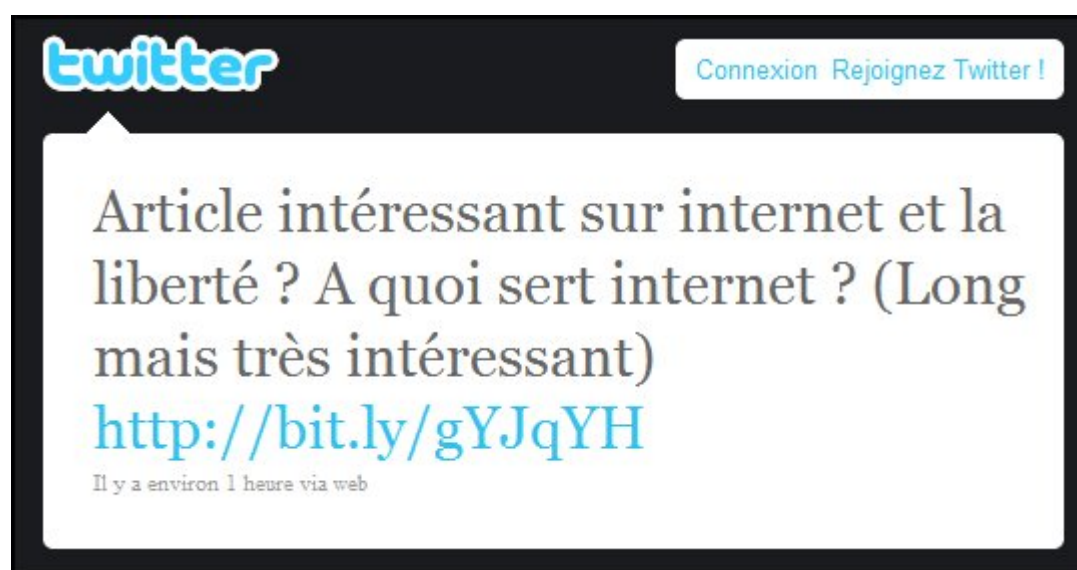 twitter
Connexion Rejoignez Twitter !
Article intéressant sur internet et la
liberté ? A quoi sert internet ? (Long
mais très intéressant)
http://bit.ly/gYJqYH
Il y a environ 1 heure via web